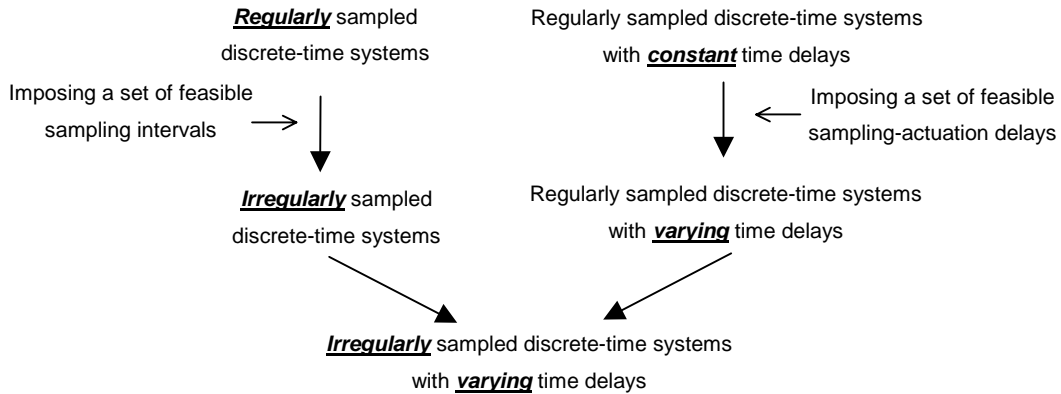 Regularly sampled
discrete-time systems
Regularly sampled discrete-time systems
with constant time delays
Imposing a set of feasible
sampling intervals
Imposing a set of feasible
sampling-actuation delays
Irregularly sampled
discrete-time systems
Regularly sampled discrete-time systems
with varying time delays
Irregularly sampled discrete-time systems
with varying time delays